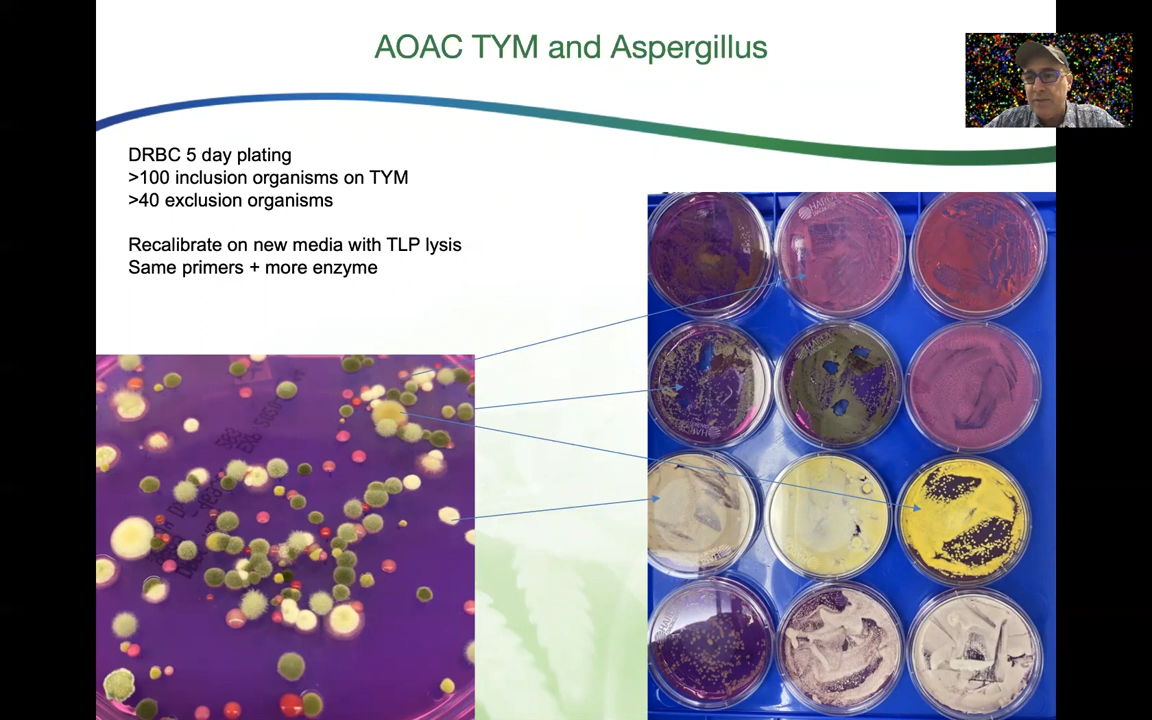 AOAC TYM and Aspergillus
DRBC 5 day plating
>100 inclusion organisms on TYM
>40 exclusion organisms
Recalibrate on new media with TLP lysis
Same primers + more enzyme